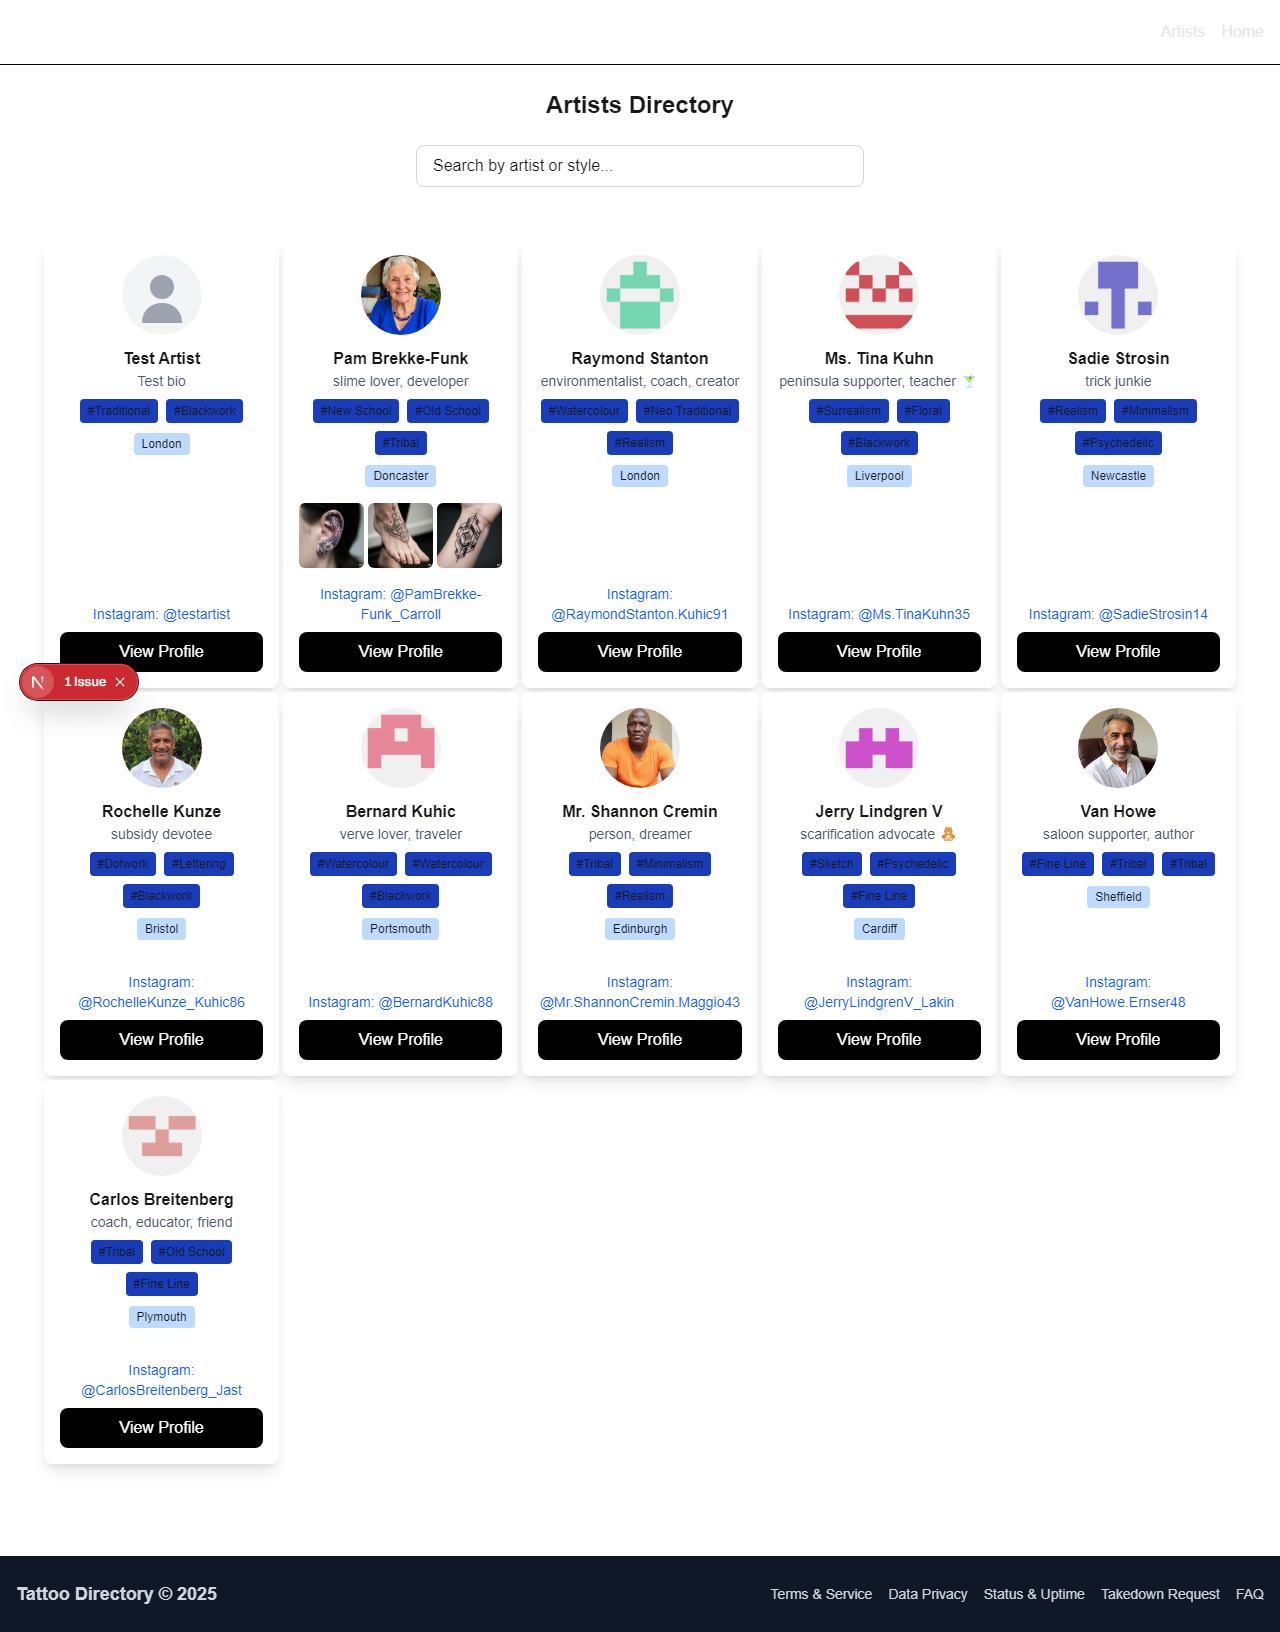 Artists Home
Artists Directory
Search by artist or style...
Test Artist
Test bio
#Traditional #Blackwork
London
Instagram: @testartist
View Profile
Pam Brekke-Funk
slime lover, developer
#New School #Old School
#Tribal
Doncaster
Instagram: @PamBrekke-
Funk_Carroll
View Profile
Raymond Stanton
environmentalist, coach, creator
#Watercolour #Neo Traditional
#Realism
London
Instagram:
@RaymondStanton.Kuhic91
View Profile
Ms. Tina Kuhn
peninsula supporter, teacher 🍸
#Surrealism #Floral
#Blackwork
Liverpool
Instagram: @Ms.TinaKuhn35
View Profile
Sadie Strosin
trick junkie
#Realism #Minimalism
#Psychedelic
Newcastle
Instagram: @SadieStrosin14
View Profile
N 1 Issue
Rochelle Kunze
subsidy devotee
#Dotwork #Lettering
#Blackwork
Bristol
Instagram:
@RochelleKunze_Kuhic86
View Profile
Bernard Kuhic
verve lover, traveler
#Watercolour #Watercolour
#Blackwork
Portsmouth
Instagram: @BernardKuhic88
View Profile
Mr. Shannon Cremin
person, dreamer
#Tribal #Minimalism
#Realism
Edinburgh
Instagram:
@Mr.ShannonCremin.Maggio43
View Profile
Jerry Lindgren V
scarification advocate 🧸
#Sketch #Psychedelic
#Fine Line
Cardiff
Instagram:
@JerryLindgrenV_Lakin
View Profile
Van Howe
saloon supporter, author
#Fine Line #Tribal #Tribal
Sheffield
Instagram:
@VanHowe.Ernser48
View Profile
Carlos Breitenberg
coach, educator, friend
#Tribal #Old School
#Fine Line
Plymouth
Instagram:
@CarlosBreitenberg_Jast
View Profile
Tattoo Directory © 2025
Terms & Service Data Privacy Status & Uptime Takedown Request FAQ